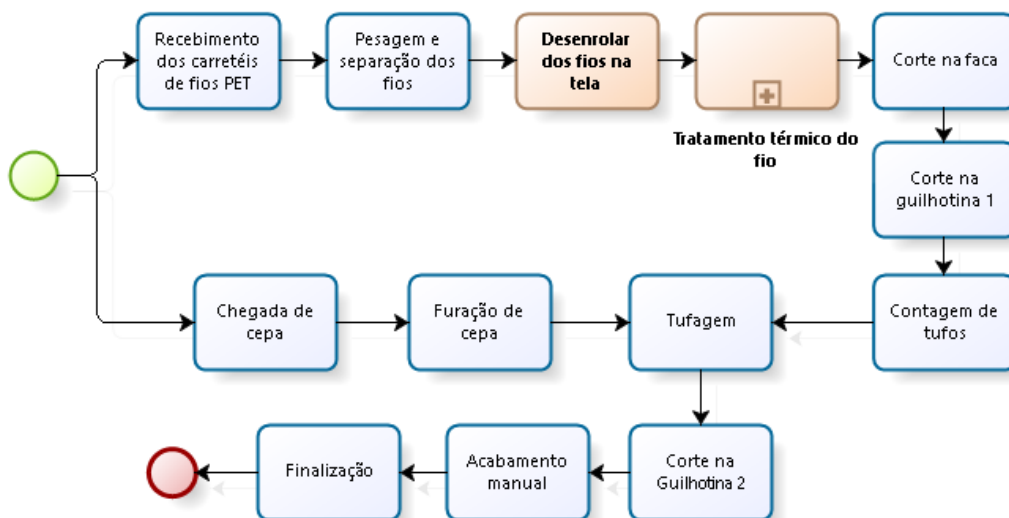 Recebimento
dos carretéis
de fios PET
Pesagem e
separação dos
fios
Desenrolar
dos fios na
tela
Tratamento térmico do
fio
Corte na faca
Corte na
guilhotina 1
Chegada de
cepa
Furação de
cepa
Tufagem
Contagem de
tufos
Finalização
Acabamento
manual
Corte na
Guilhotina 2